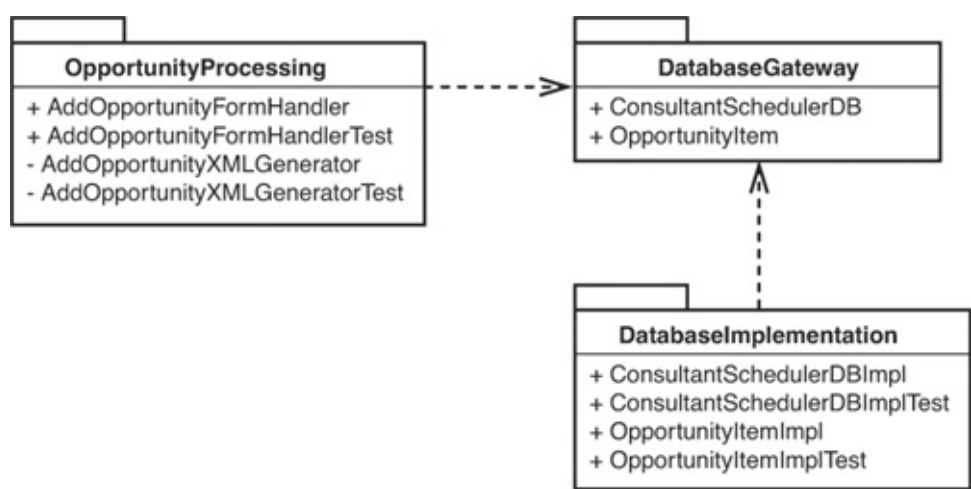 OpportunityProcessing
+ AddOpportunityFormHandler
+ AddOpportunityFormHandlerTest
- AddOpportunityXMLGenerator
- AddOpportunityXMLGeneratorTest
DatabaseGateway
+ ConsultantSchedulerDB
+ OpportunityItem
DatabaseImplementation
+ ConsultantSchedulerDBImpl
+ ConsultantSchedulerDBImplTest
+ OpportunityItemImpl
+ OpportunityItemImplTest